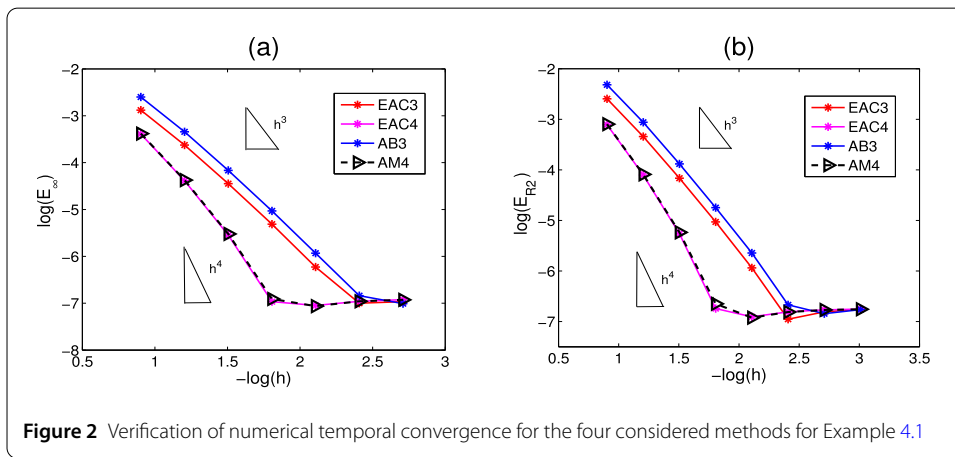 (a)
log(E∞)
−2
−3
−4
−5
−6
−7
−8
0.5 1 1.5 2 2.5 3
−log(h)
h³
h⁴
EAC3
EAC4
AB3
AM4
(b)
log(E_R2)
−2
−3
−4
−5
−6
−7
0.5 1 1.5 2 2.5 3 3.5
−log(h)
h³
h⁴
EAC3
EAC4
AB3
AM4
Figure 2 Verification of numerical temporal convergence for the four considered methods for Example 4.1